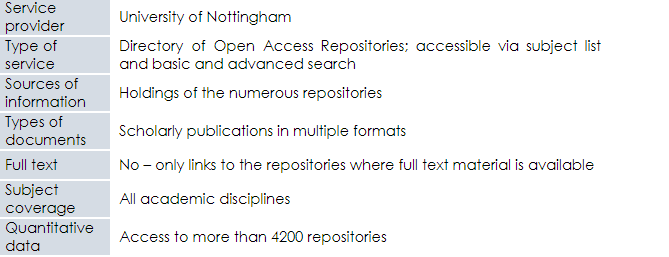 Service
provider
University of Nottingham
Type of
service
Directory of Open Access Repositories; accessible via subject list
and basic and advanced search
Sources of
information
Holdings of the numerous repositories
Types of
documents
Scholarly publications in multiple formats
Full text
No – only links to the repositories where full text material is available
Subject
coverage
All academic disciplines
Quantitative
data
Access to more than 4200 repositories